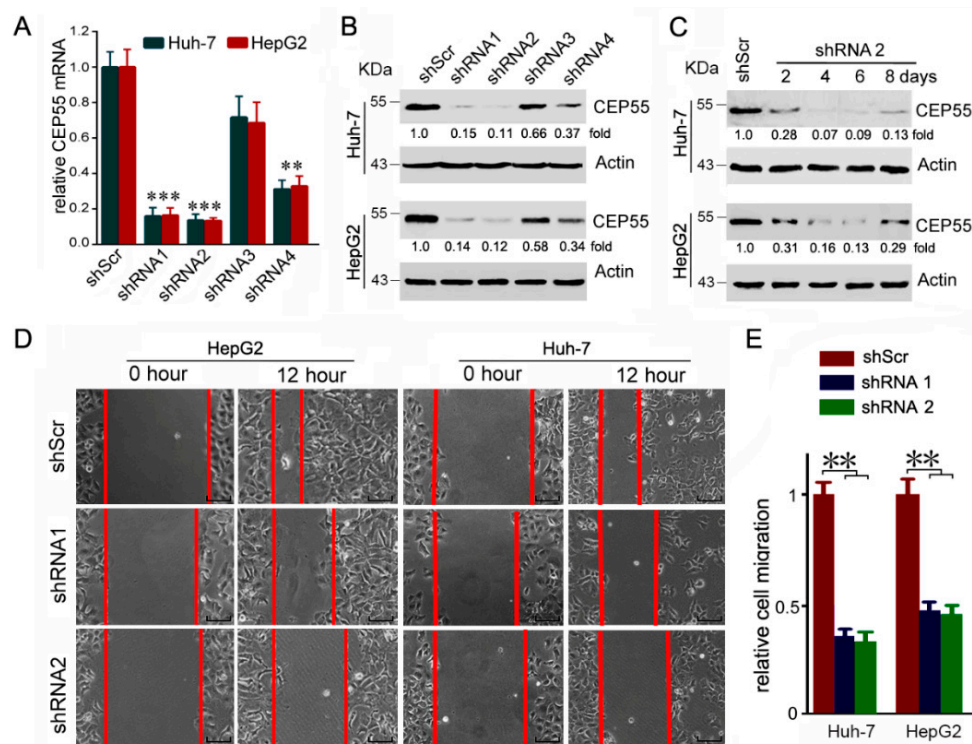 A
Huh-7
HepG2
relative CEP55 mRNA
1.2
1.0
0.8
0.6
0.4
0.2
0.0
***
***
**
shScr
shRNA1
shRNA2
shRNA3
shRNA4
B
KDa
shScr
shRNA1
shRNA2
shRNA3
shRNA4
Huh-7
55
CEP55
1.0 0.15 0.11 0.66 0.37 fold
43
Actin
HepG2
55
CEP55
1.0 0.14 0.12 0.58 0.34 fold
43
Actin
C
KDa
shScr
shRNA 2
2 4 6 8 days
Huh-7
55
CEP55
1.0 0.28 0.07 0.09 0.13 fold
43
Actin
HepG2
55
CEP55
1.0 0.31 0.16 0.13 0.29 fold
43
Actin
D
HepG2
Huh-7
0 hour
12 hour
0 hour
12 hour
shScr
shRNA1
shRNA2
E
shScr
shRNA 1
shRNA 2
relative cell migration
**
**
1
0.5
0
Huh-7
HepG2